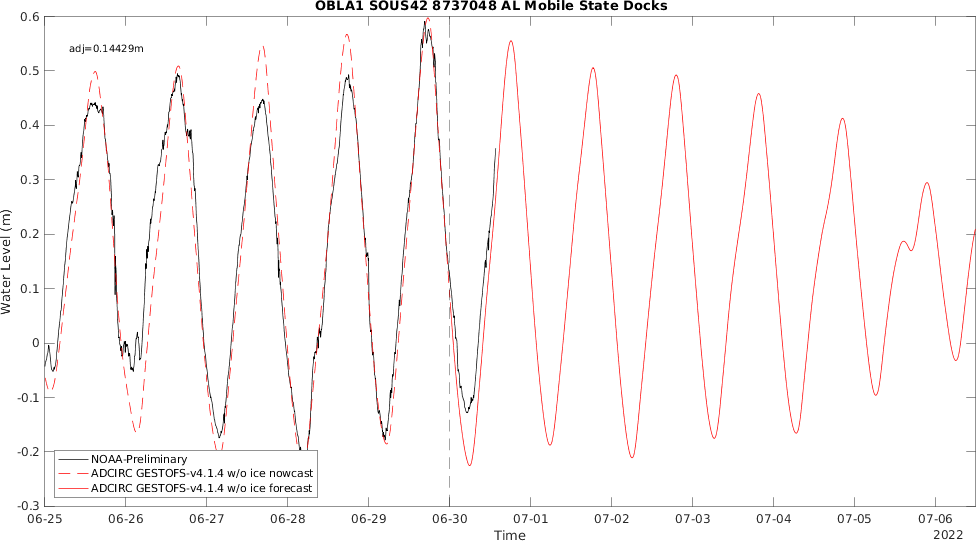 OBLA1 SOUS42 8737048 AL Mobile State Docks
adj=0.14429m
0.6
0.5
0.4
0.3
0.2
0.1
0
-0.1
-0.2
-0.3
Water Level (m)
NOAA-Preliminary
ADCIRC GESTOFS-v4.1.4 w/o ice nowcast
ADCIRC GESTOFS-v4.1.4 w/o ice forecast
06-25 06-26 06-27 06-28 06-29 06-30 07-01 07-02 07-03 07-04 07-05 07-06
Time
2022